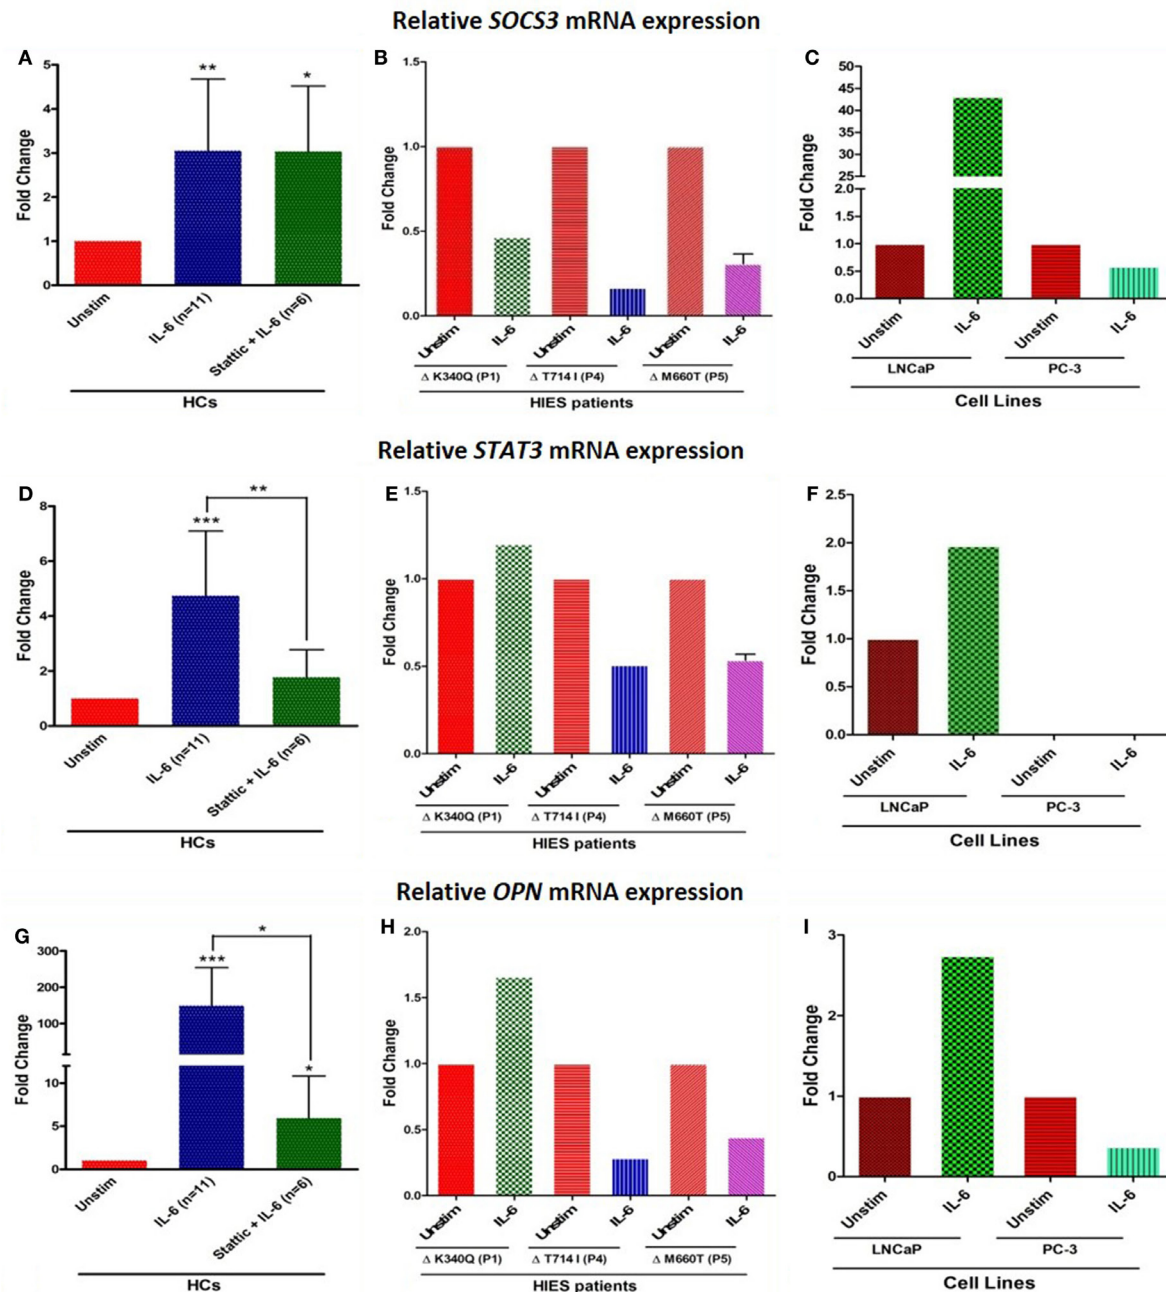 Relative SOCS3 mRNA expression
A
B
C
Fold Change
5
4
3
2
1
0
**
*
Unstim
IL-6 (n=11)
Stattic + IL-6 (n=6)
HCs
Fold Change
1.5
1.0
0.5
0.0
Unstim
IL-6
Unstim
IL-6
Unstim
IL-6
Δ K340Q (P1)
Δ T714 I (P4)
Δ M660T (P5)
HIES patients
Fold Change
50
45
40
35
30
25
2.0
1.5
1.0
0.5
0.0
Unstim
IL-6
Unstim
IL-6
LNCaP
PC-3
Cell Lines
Relative STAT3 mRNA expression
D
E
F
Fold Change
8
6
4
2
0
***
**
Unstim
IL-6 (n=11)
Stattic + IL-6 (n=6)
HCs
Fold Change
1.5
1.0
0.5
0.0
Unstim
IL-6
Unstim
IL-6
Unstim
IL-6
Δ K340Q (P1)
Δ T714 I (P4)
Δ M660T (P5)
HIES patients
Fold Change
2.5
2.0
1.5
1.0
0.5
0.0
Unstim
IL-6
Unstim
IL-6
LNCaP
PC-3
Cell Lines
Relative OPN mRNA expression
G
H
I
Fold Change
300
200
100
10
5
0
***
*
*
Unstim
IL-6 (n=11)
Stattic + IL-6 (n=6)
HCs
Fold Change
2.0
1.5
1.0
0.5
0.0
Unstim
IL-6
Unstim
IL-6
Unstim
IL-6
Δ K340Q (P1)
Δ T714 I (P4)
Δ M660T (P5)
HIES patients
Fold Change
3
2
1
0
Unstim
IL-6
Unstim
IL-6
LNCaP
PC-3
Cell Lines